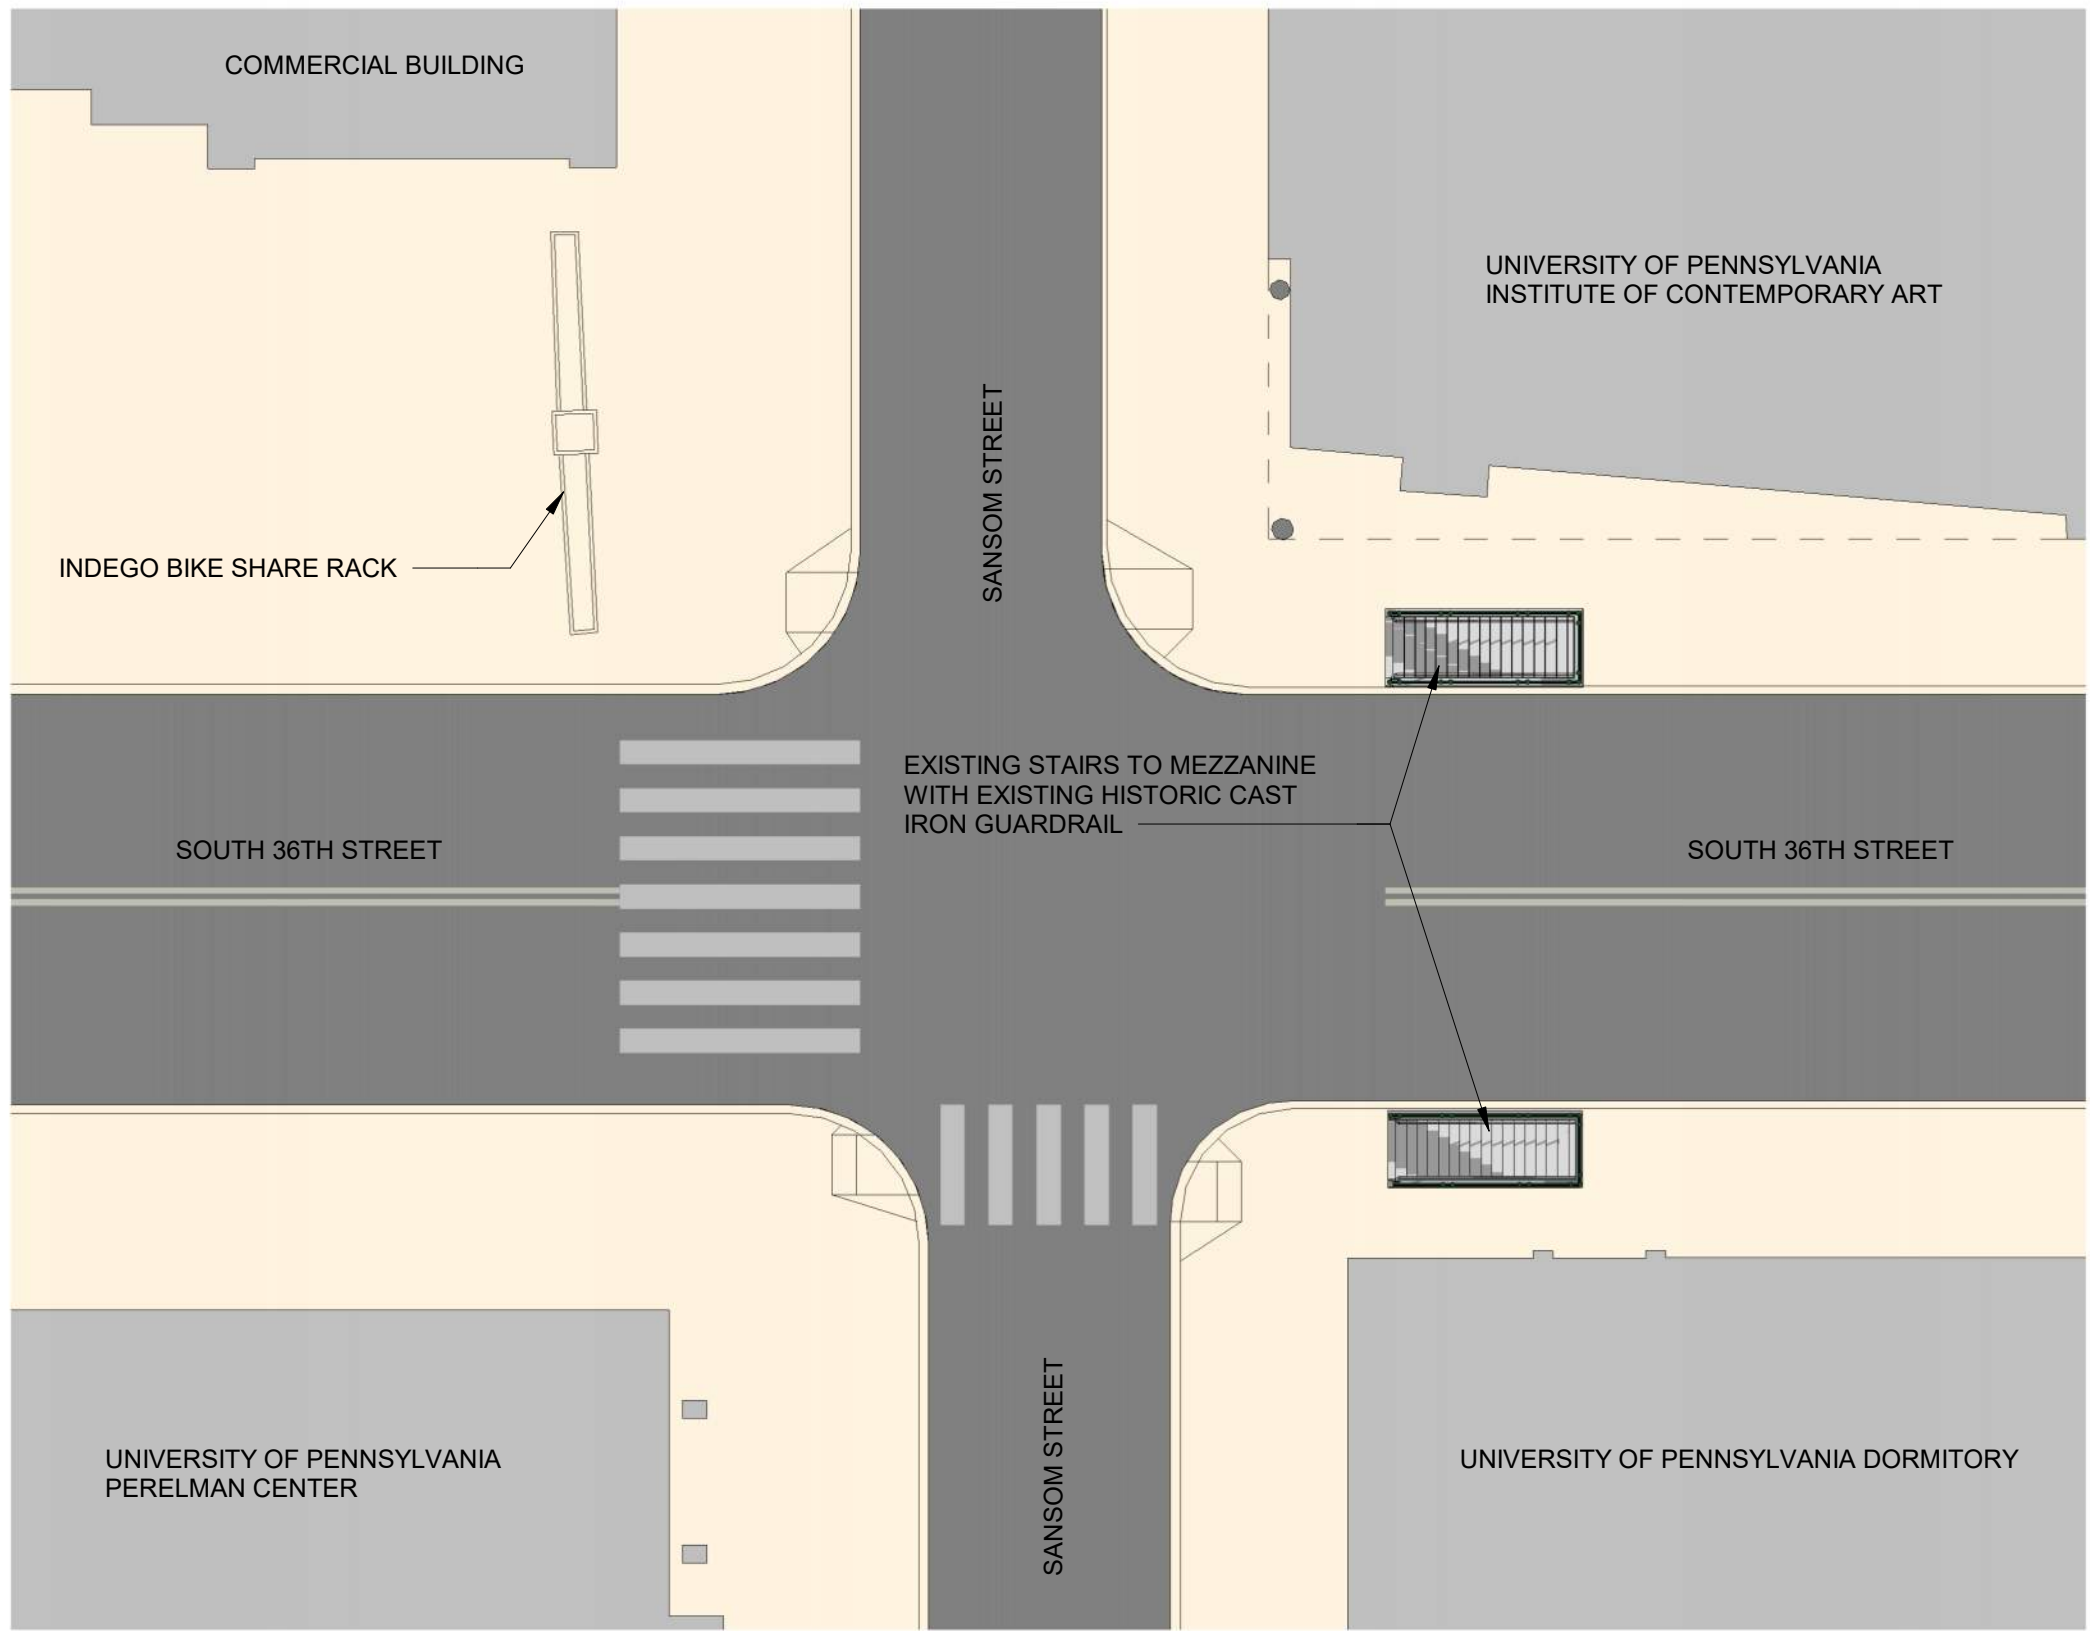 COMMERCIAL BUILDING
UNIVERSITY OF PENNSYLVANIA
INSTITUTE OF CONTEMPORARY ART
SANSOM STREET
INDEGO BIKE SHARE RACK
EXISTING STAIRS TO MEZZANINE
WITH EXISTING HISTORIC CAST
IRON GUARDRAIL
SOUTH 36TH STREET
SOUTH 36TH STREET
SANSOM STREET
UNIVERSITY OF PENNSYLVANIA
PERELMAN CENTER
UNIVERSITY OF PENNSYLVANIA DORMITORY